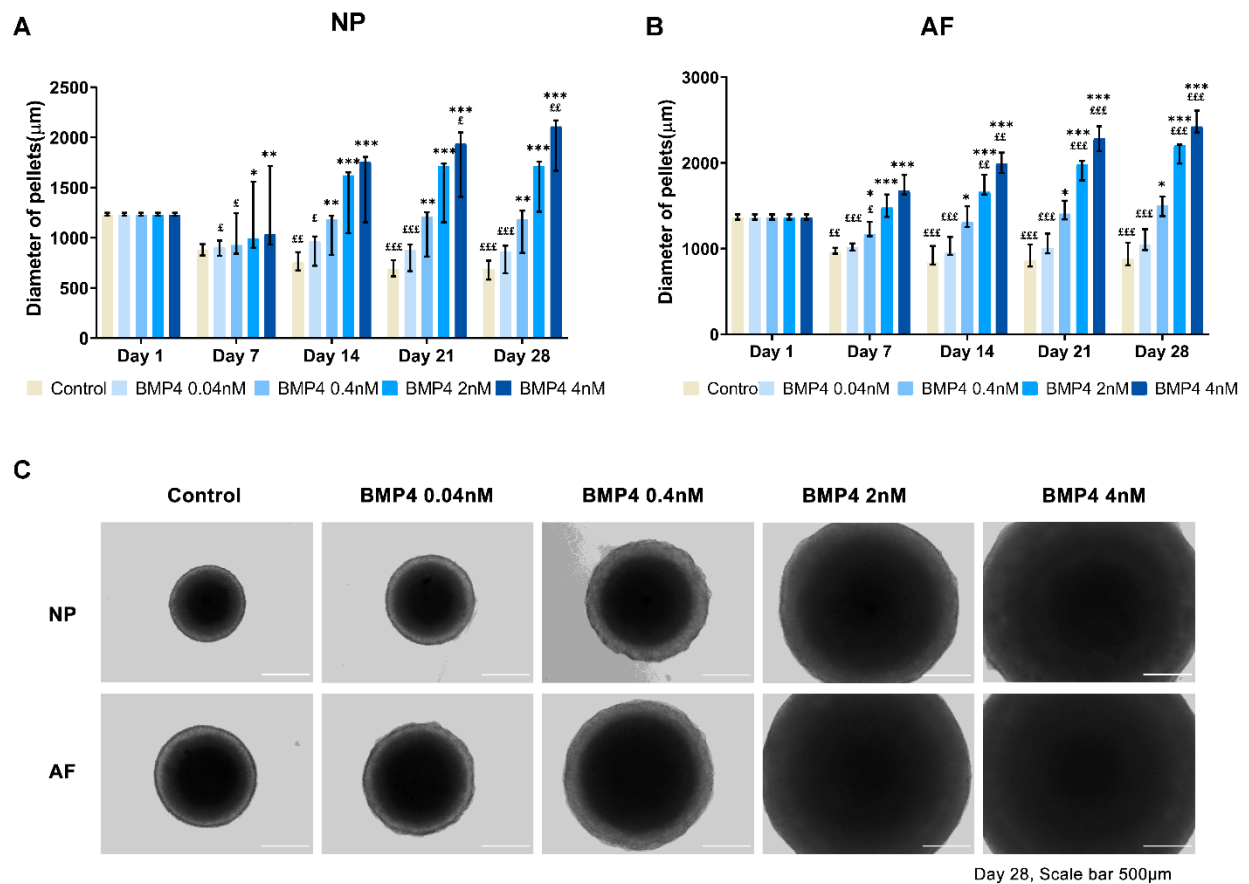 A
NP
Diameter of pellets(μm)
2500
2000
1500
1000
500
0
£
£
*
**
££
£
**
***
***
£££
£££
**
***
***
£
£££
£££
**
***
***
££
Day 1
Day 7
Day 14
Day 21
Day 28
Control
BMP4 0.04nM
BMP4 0.4nM
BMP4 2nM
BMP4 4nM
B
AF
Diameter of pellets(μm)
3000
2000
1000
0
££
£££
*
£
***
***
£££
£££
*
***
££
***
££
£££
£££
*
***
£££
***
£££
£££
£££
*
***
£££
***
£££
Day 1
Day 7
Day 14
Day 21
Day 28
Control
BMP4 0.04nM
BMP4 0.4nM
BMP4 2nM
BMP4 4nM
C
Control
BMP4 0.04nM
BMP4 0.4nM
BMP4 2nM
BMP4 4nM
NP
AF
Day 28, Scale bar 500μm